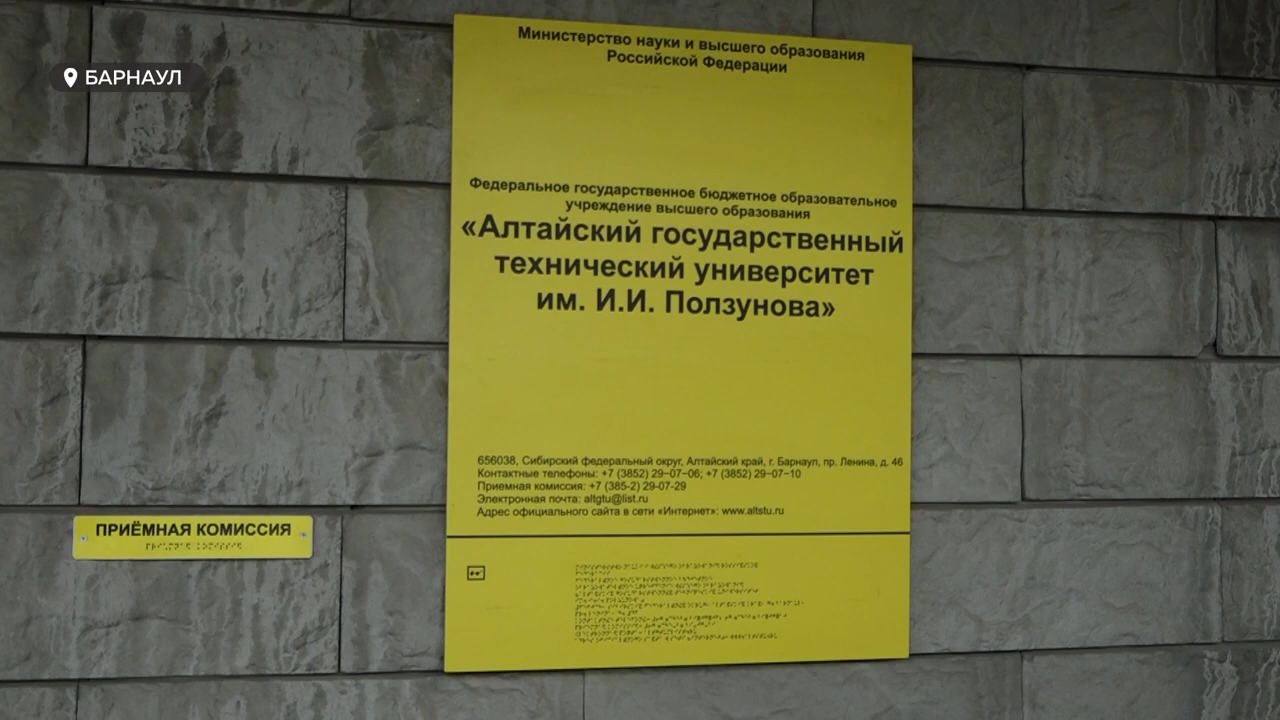 БАРНАУЛ
Министерство науки и высшего образования
Российской Федерации
Федеральное государственное бюджетное образовательное
учреждение высшего образования
«Алтайский государственный
технический университет
им. И.И. Ползунова»
656038, Сибирский федеральный округ, Алтайский край, г. Барнаул, пр. Ленина, д. 46
Контактные телефоны: +7 (3852) 29-07-06; +7 (3852) 29-07-10
Приемная комиссия: +7 (385-2) 29-07-29
Электронная почта: altgtu@list.ru
Адрес официального сайта в сети «Интернет»: www.altstu.ru
ПРИЁМНАЯ КОМИССИЯ